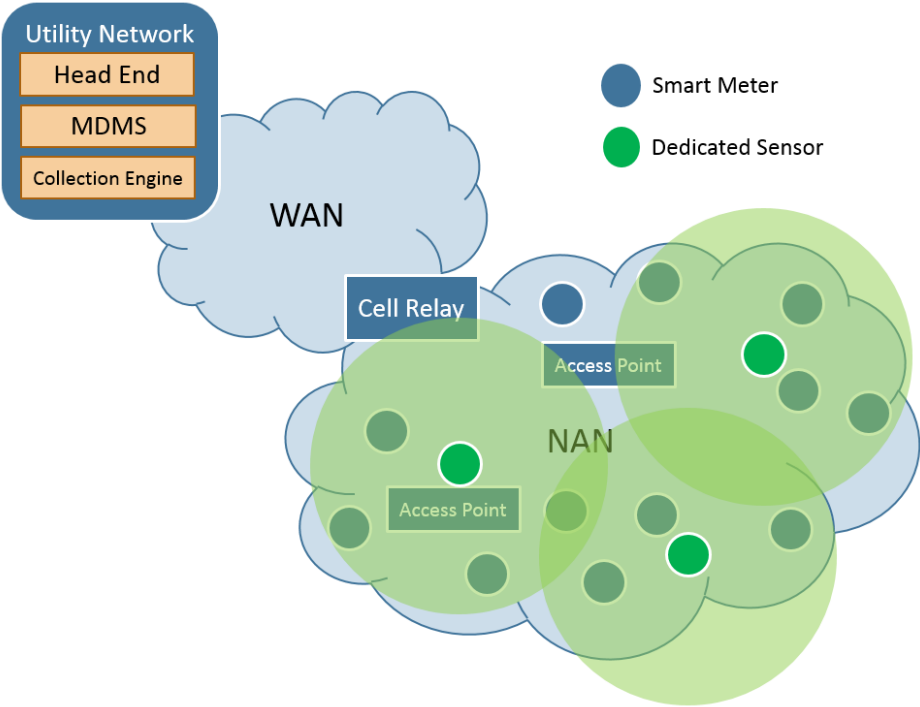 Utility Network
Head End
MDMS
Collection Engine
Smart Meter
Dedicated Sensor
WAN
Cell Relay
Access Point
NAN
Access Point